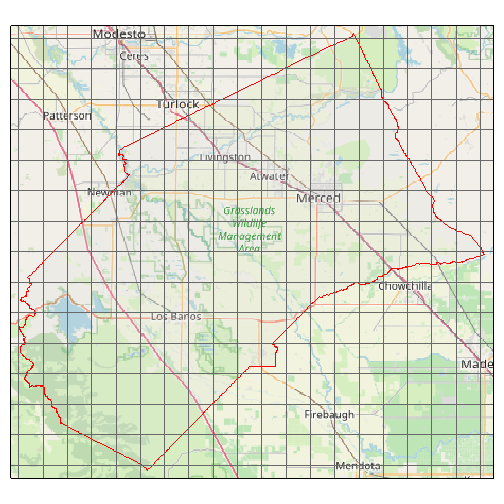 Modesto
Ceres
Turlock
Patterson
Livingston
Atwater
Newman
Merced
Grasslands
Wildlife
Management
Area
Chowchilla
Los Banos
Made
Firebaugh
Mendota